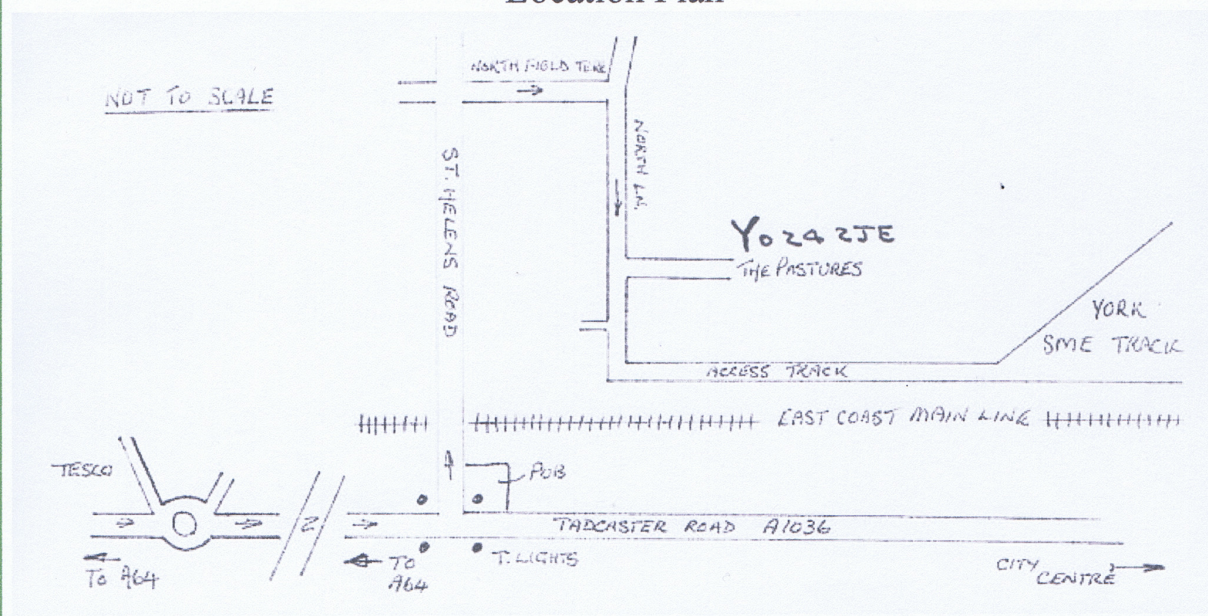 Location Plan
NORTH FIELD TERR
NOT TO SCALE
NORTH LN.
ST. HELENS ROAD
YO24 2JE
THE PASTURES
YORK
SME TRACK
ACCESS TRACK
EAST COAST MAIN LINE
TESCO
PUB
TADCASTER ROAD A1036
TO A64
TO
A64
T. LIGHTS
CITY
CENTRE